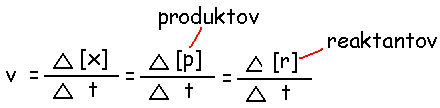 produktov
reaktantov
v = △ [x] / △ t = △ [p] / △ t = △ [r] / △ t